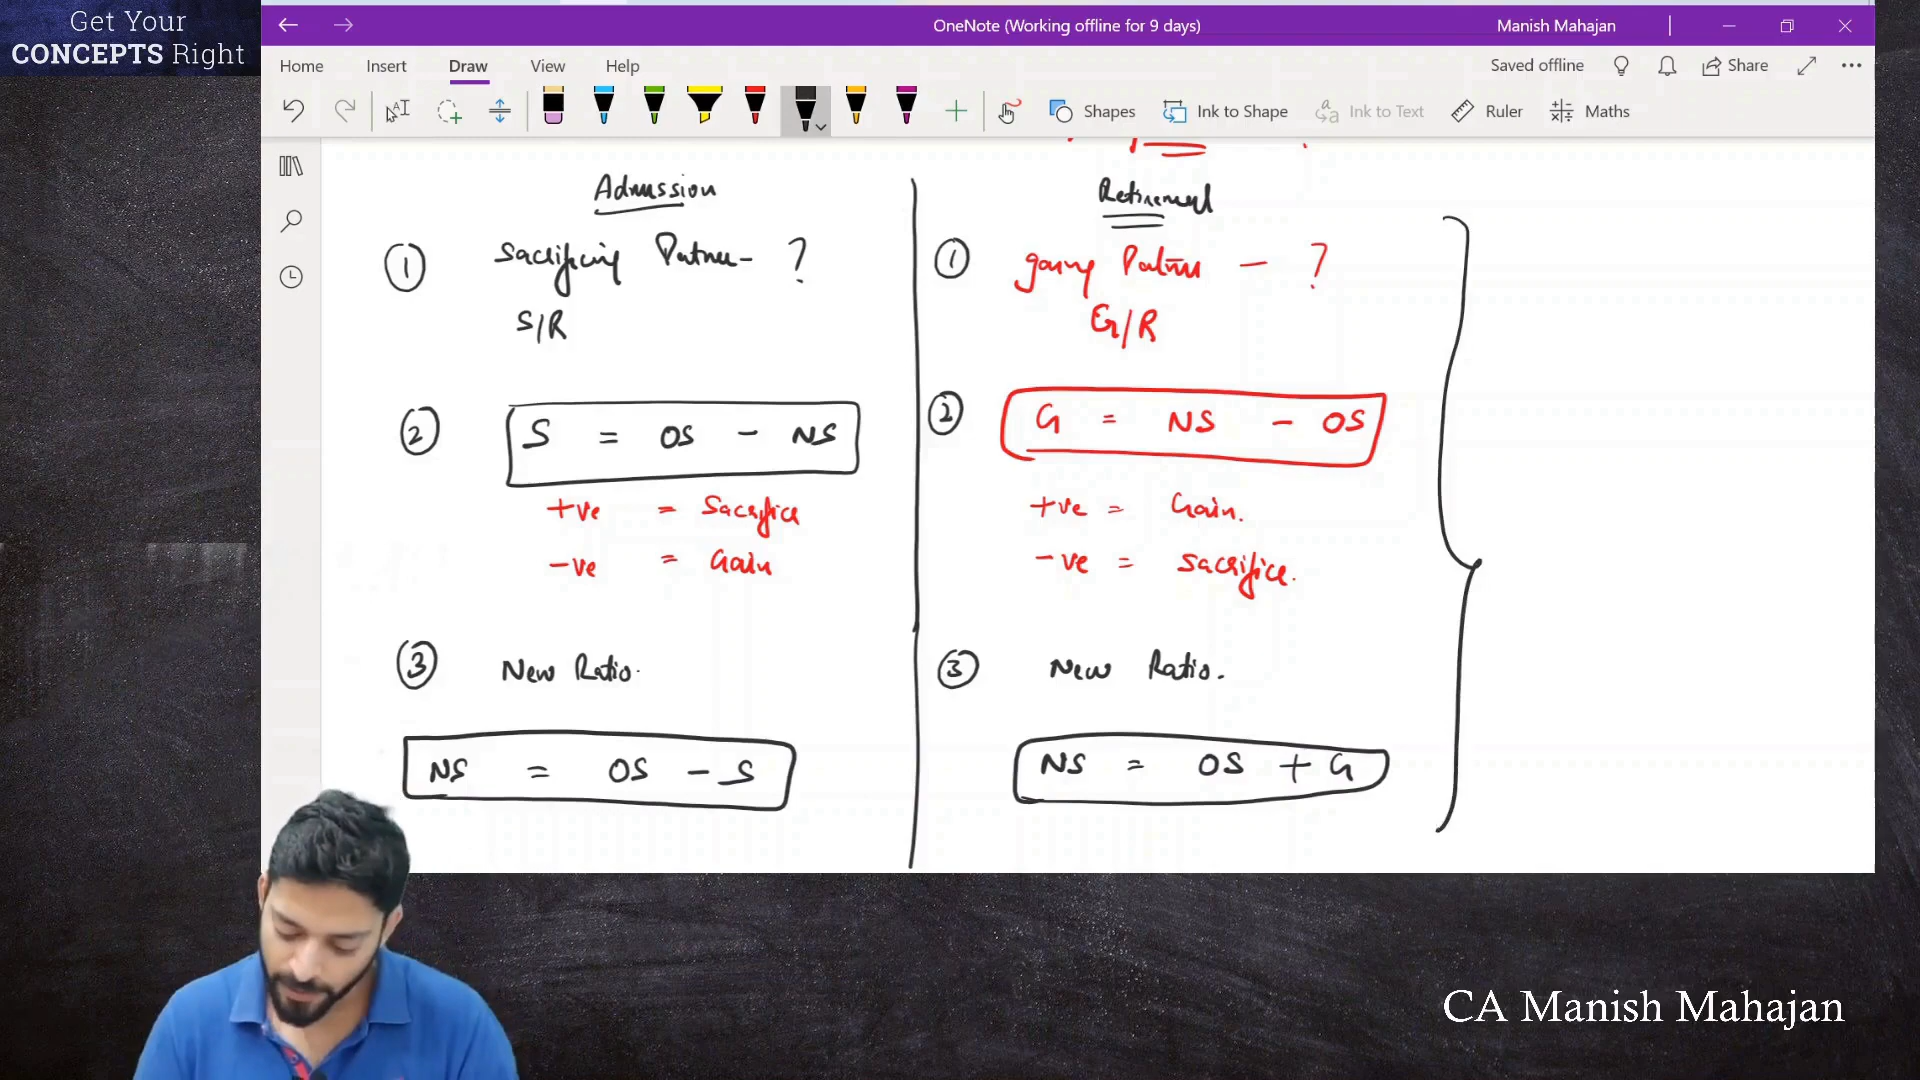 Get Your
CONCEPTS Right
OneNote (Working offline for 9 days)
Manish Mahajan
Home Insert Draw View Help
Saved offline
Share
Shapes
Ink to Shape
Ink to Text
Ruler
Maths
Admission
① Sacrificing Partner - ?
S/R
② S = OS - NS
+ve = Sacrifice
-ve = Gain
③ New Ratio.
NS = OS - S
Retirement
① gaing Partner - ?
G/R
② G = NS - OS
+ve = Gain.
-ve = Sacrifice.
③ New Ratio.
NS = OS + G
CA Manish Mahajan